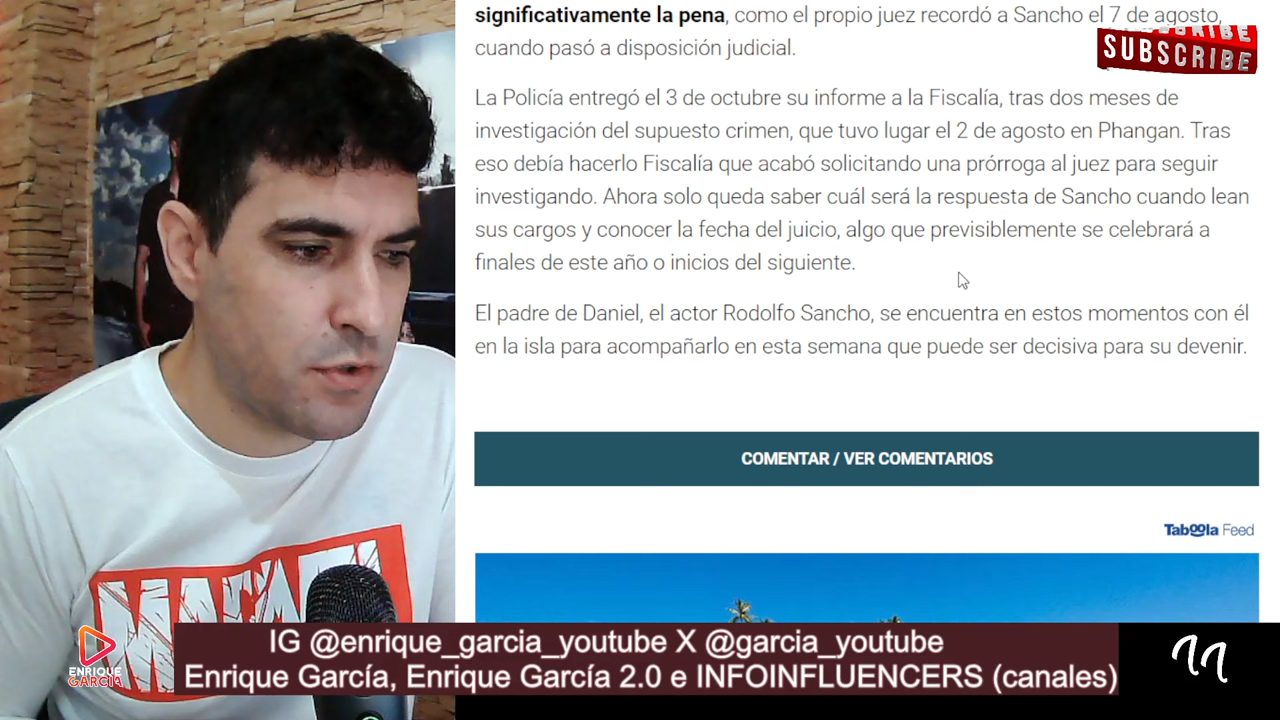 significativamente la pena, como el propio juez recordó a Sancho el 7 de agosto,
cuando pasó a disposición judicial.
SUBSCRIBE
SUBSCRIBE
La Policía entregó el 3 de octubre su informe a la Fiscalía, tras dos meses de
investigación del supuesto crimen, que tuvo lugar el 2 de agosto en Phangan. Tras
eso debía hacerlo Fiscalía que acabó solicitando una prórroga al juez para seguir
investigando. Ahora solo queda saber cuál será la respuesta de Sancho cuando lean
sus cargos y conocer la fecha del juicio, algo que previsiblemente se celebrará a
finales de este año o inicios del siguiente.
El padre de Daniel, el actor Rodolfo Sancho, se encuentra en estos momentos con él
en la isla para acompañarlo en esta semana que puede ser decisiva para su devenir.
COMENTAR / VER COMENTARIOS
Taboola Feed
IG @enrique_garcia_youtube X @garcia_youtube
Enrique García, Enrique García 2.0 e INFOINFLUENCERS (canales)
ENRIQUE
GARCÍA